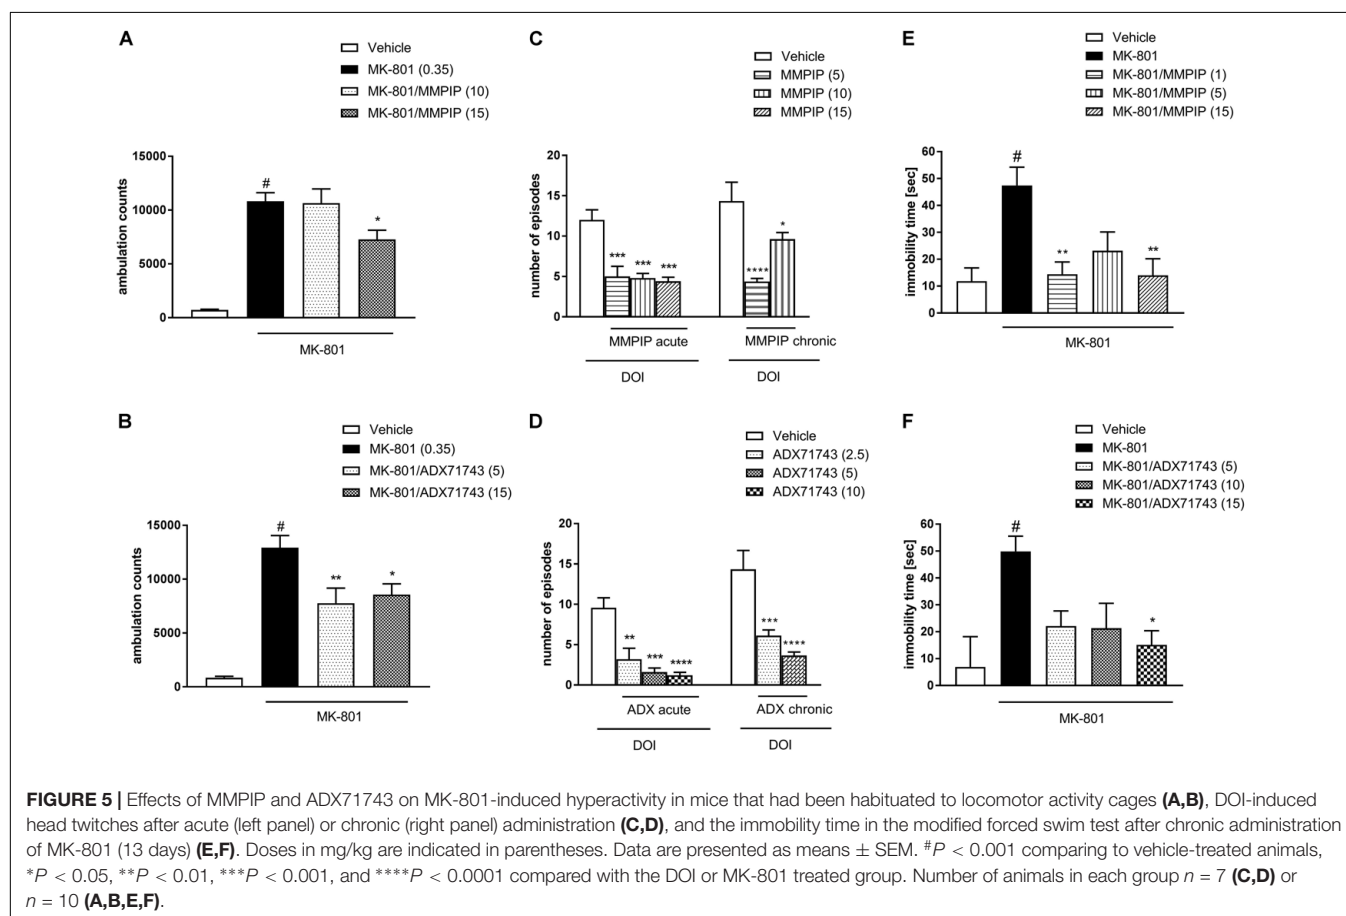 A
Vehicle
MK-801 (0.35)
MK-801/MMPIP (10)
MK-801/MMPIP (15)
ambulation counts
15000
10000
5000
0
#
*
MK-801
C
Vehicle
MMPIP (5)
MMPIP (10)
MMPIP (15)
number of episodes
20
15
10
5
0
*** *** ***
**** *
MMPIP acute
MMPIP chronic
DOI
DOI
E
Vehicle
MK-801
MK-801/MMPIP (1)
MK-801/MMPIP (5)
MK-801/MMPIP (15)
immobility time [sec]
60
50
40
30
20
10
0
#
** **
MK-801
B
Vehicle
MK-801 (0.35)
MK-801/ADX71743 (5)
MK-801/ADX71743 (15)
ambulation counts
15000
10000
5000
0
#
** *
MK-801
D
Vehicle
ADX71743 (2.5)
ADX71743 (5)
ADX71743 (10)
number of episodes
20
15
10
5
0
** *** ****
*** ****
ADX acute
ADX chronic
DOI
DOI
F
Vehicle
MK-801
MK-801/ADX71743 (5)
MK-801/ADX71743 (10)
MK-801/ADX71743 (15)
immobility time [sec]
60
50
40
30
20
10
0
#
*
MK-801
FIGURE 5 | Effects of MMPIP and ADX71743 on MK-801-induced hyperactivity in mice that had been habituated to locomotor activity cages (A,B), DOI-induced
head twitches after acute (left panel) or chronic (right panel) administration (C,D), and the immobility time in the modified forced swim test after chronic administration
of MK-801 (13 days) (E,F). Doses in mg/kg are indicated in parentheses. Data are presented as means ± SEM. #P < 0.001 comparing to vehicle-treated animals,
*P < 0.05, **P < 0.01, ***P < 0.001, and ****P < 0.0001 compared with the DOI or MK-801 treated group. Number of animals in each group n = 7 (C,D) or
n = 10 (A,B,E,F).